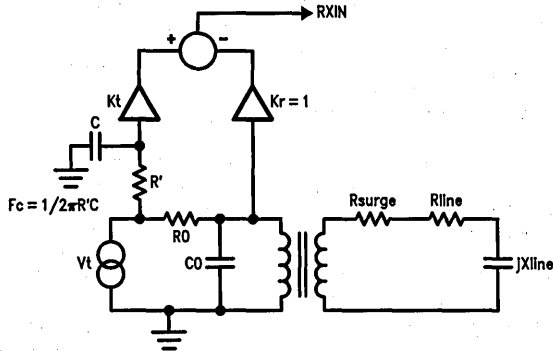 RXIN
+ -
Kt
Kr = 1
C
R'
Fc = 1/2πR'C
Rsurge
Rline
R0
Vt
C0
jXline